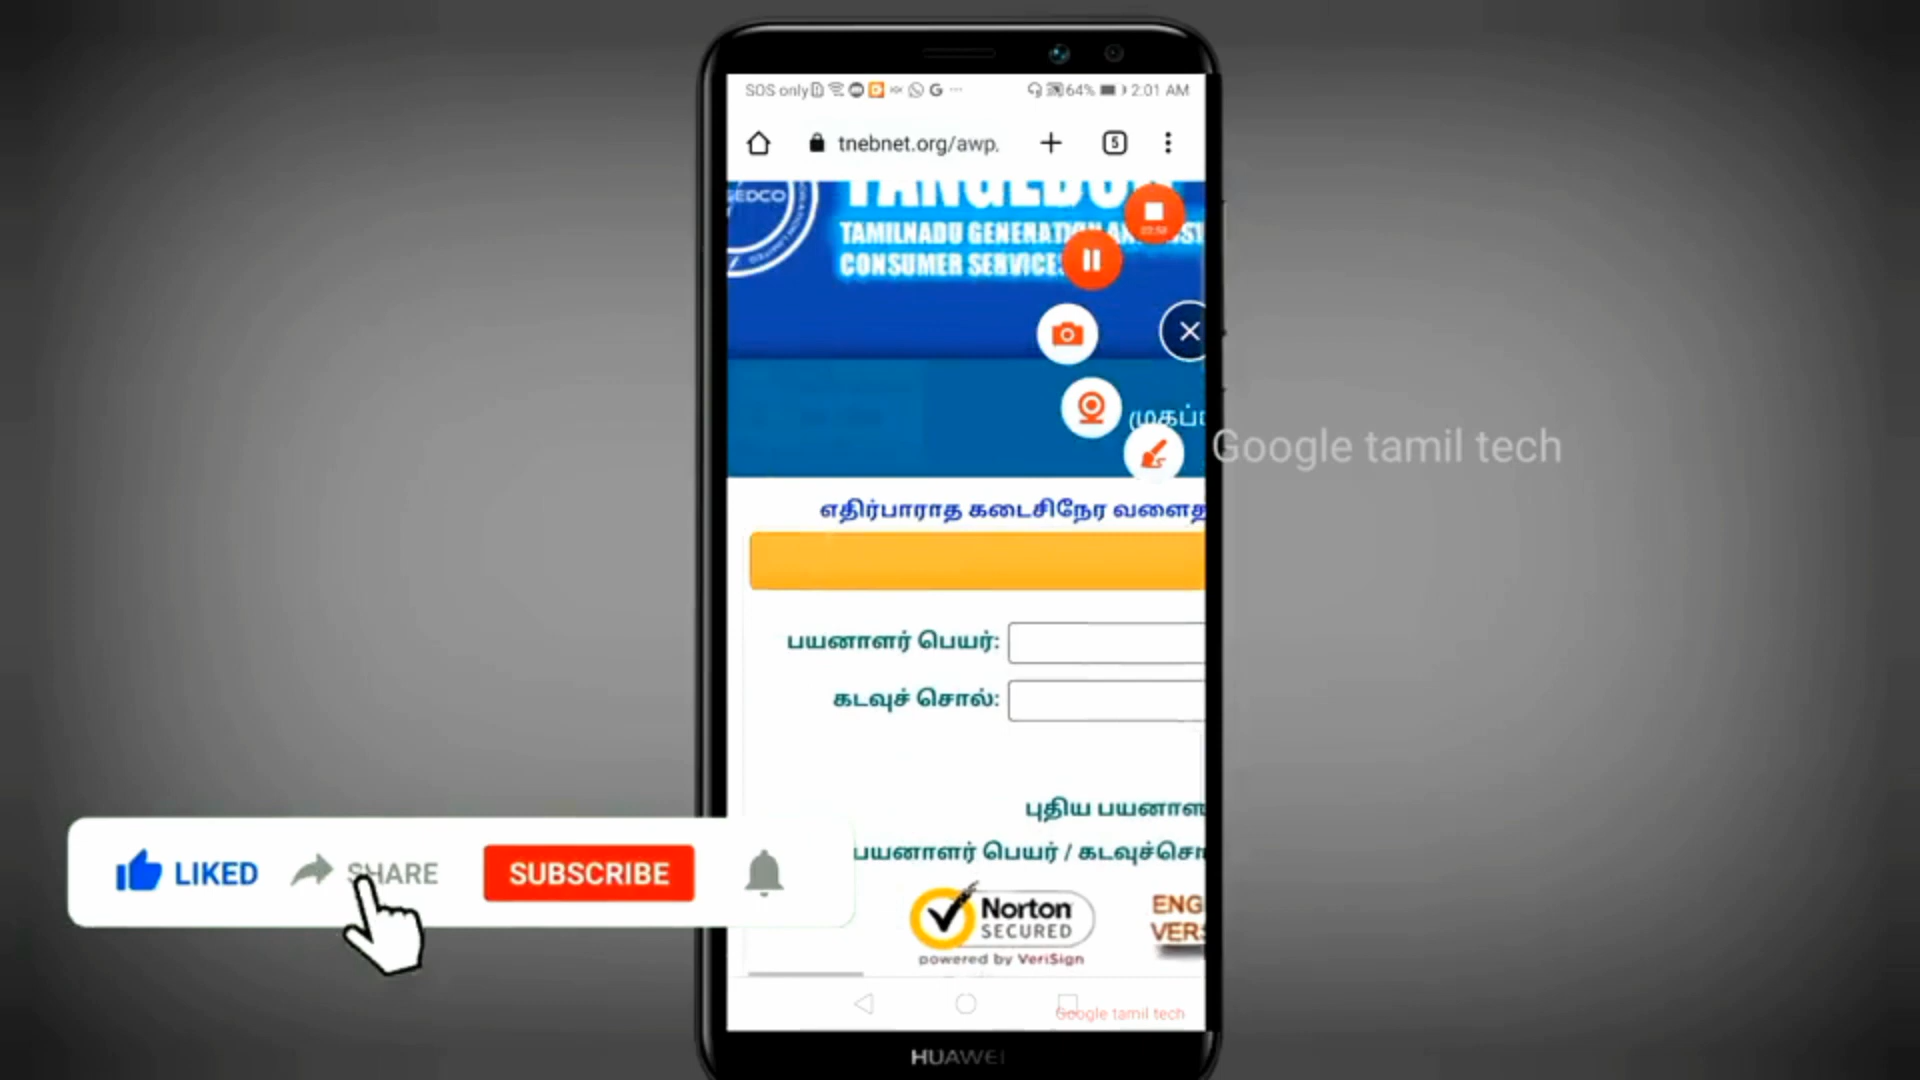 SOS only
64%
2:01 AM
tnebnet.org/awp.
5
GEDCO
TAMILNADU GENERATION
CONSUMER SERVICES
முகப்
எதிர்பாராத கடைசிநேர வளைத
பயனாளர் பெயர்:
கடவுச் சொல்:
புதிய பயனாள
பயனாளர் பெயர் / கடவுச்சொ
Norton
SECURED
powered by VeriSign
ENG
VERS
Google tamil tech
Google tamil tech
LIKED
SHARE
SUBSCRIBE
HUAWEI